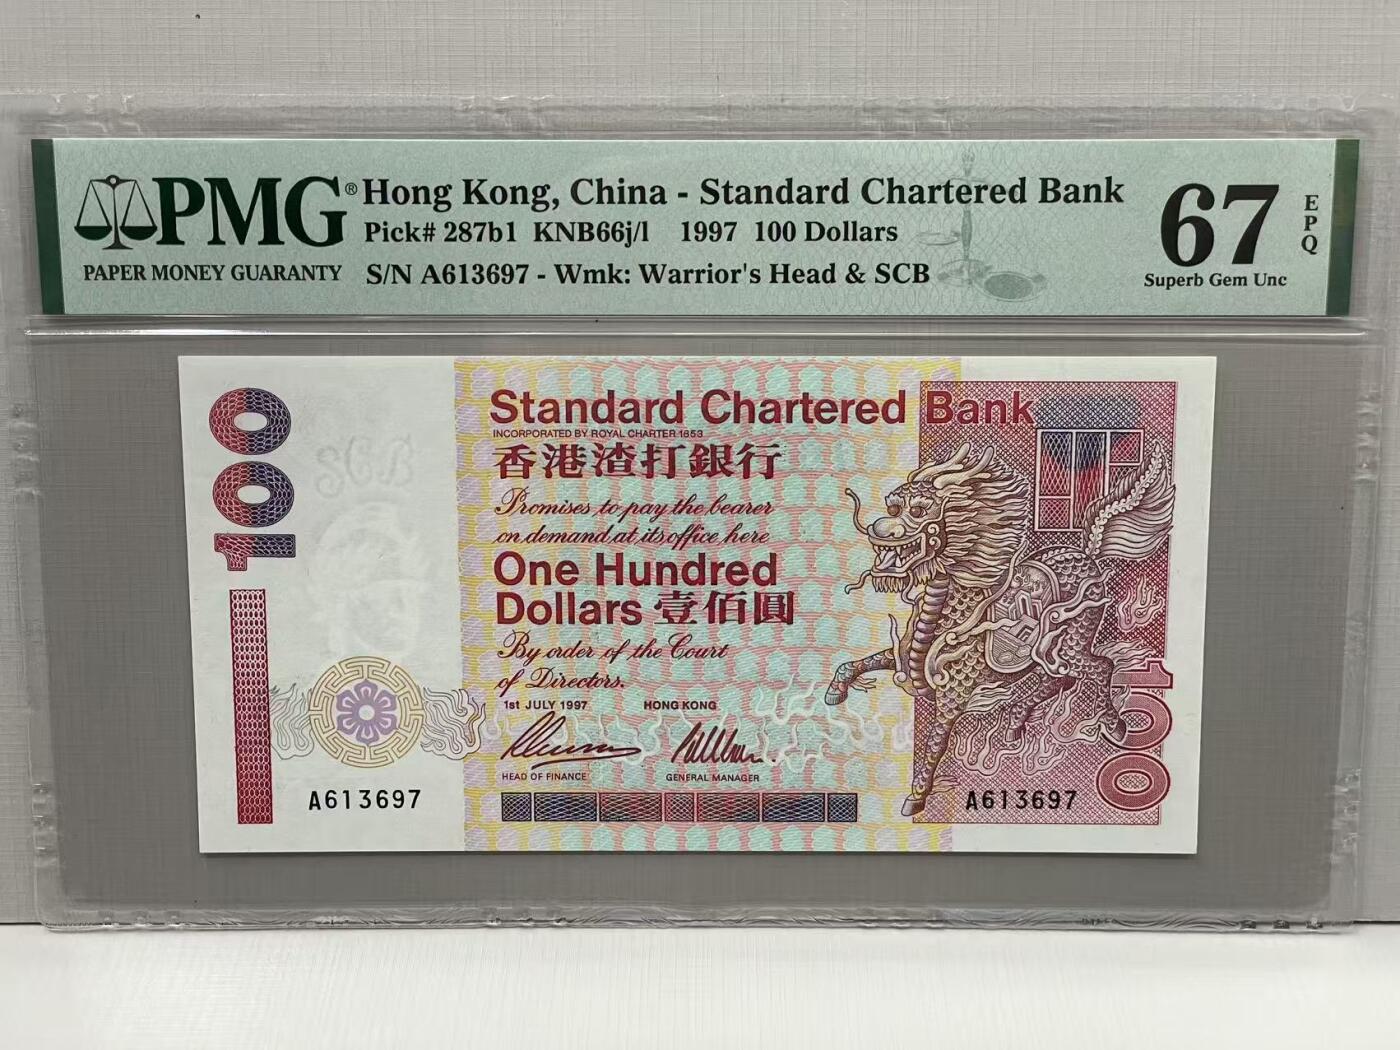 PMG®
PAPER MONEY GUARANTY
Hong Kong, China - Standard Chartered Bank
Pick# 287b1 KNB66j/l 1997 100 Dollars
S/N A613697 - Wmk: Warrior's Head & SCB
67
EPQ
Superb Gem Unc
100
Standard Chartered Bank
INCORPORATED BY ROYAL CHARTER 1853
香港渣打銀行
Promises to pay the bearer
on demand at its office here
One Hundred
Dollars 壹佰圓
By order of the Court
of Directors.
1st JULY 1997 HONG KONG
HEAD OF FINANCE GENERAL MANAGER
A613697
A613697
100